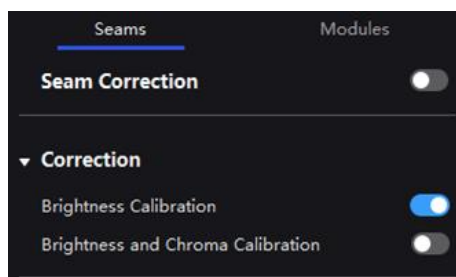 Seams Modules
Seam Correction
Correction
Brightness Calibration
Brightness and Chroma Calibration